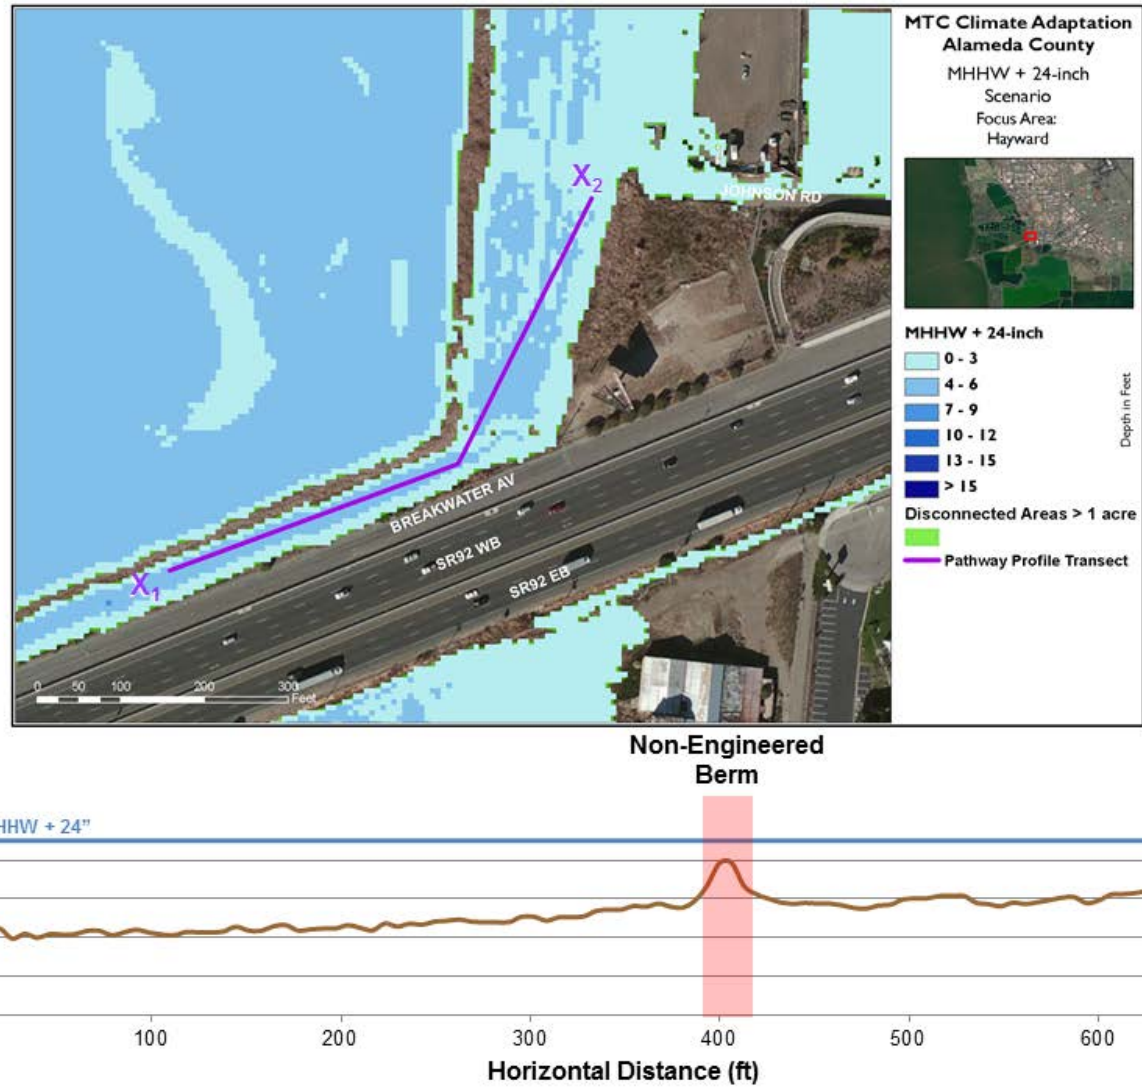 MTC Climate Adaptation
Alameda County
MHHW + 24-inch
Scenario
Focus Area:
Hayward
X2
JOHNSON RD
BREAKWATER AV
X1
SR92 WB
SR92 EB
0 50 100 200 300
Feet
MHHW + 24-inch
0 - 3
4 - 6
7 - 9
10 - 12
13 - 15
> 15
Depth in Feet
Disconnected Areas > 1 acre
Pathway Profile Transect
Non-Engineered
Berm
HHW + 24”
100 200 300 400 500 600
Horizontal Distance (ft)